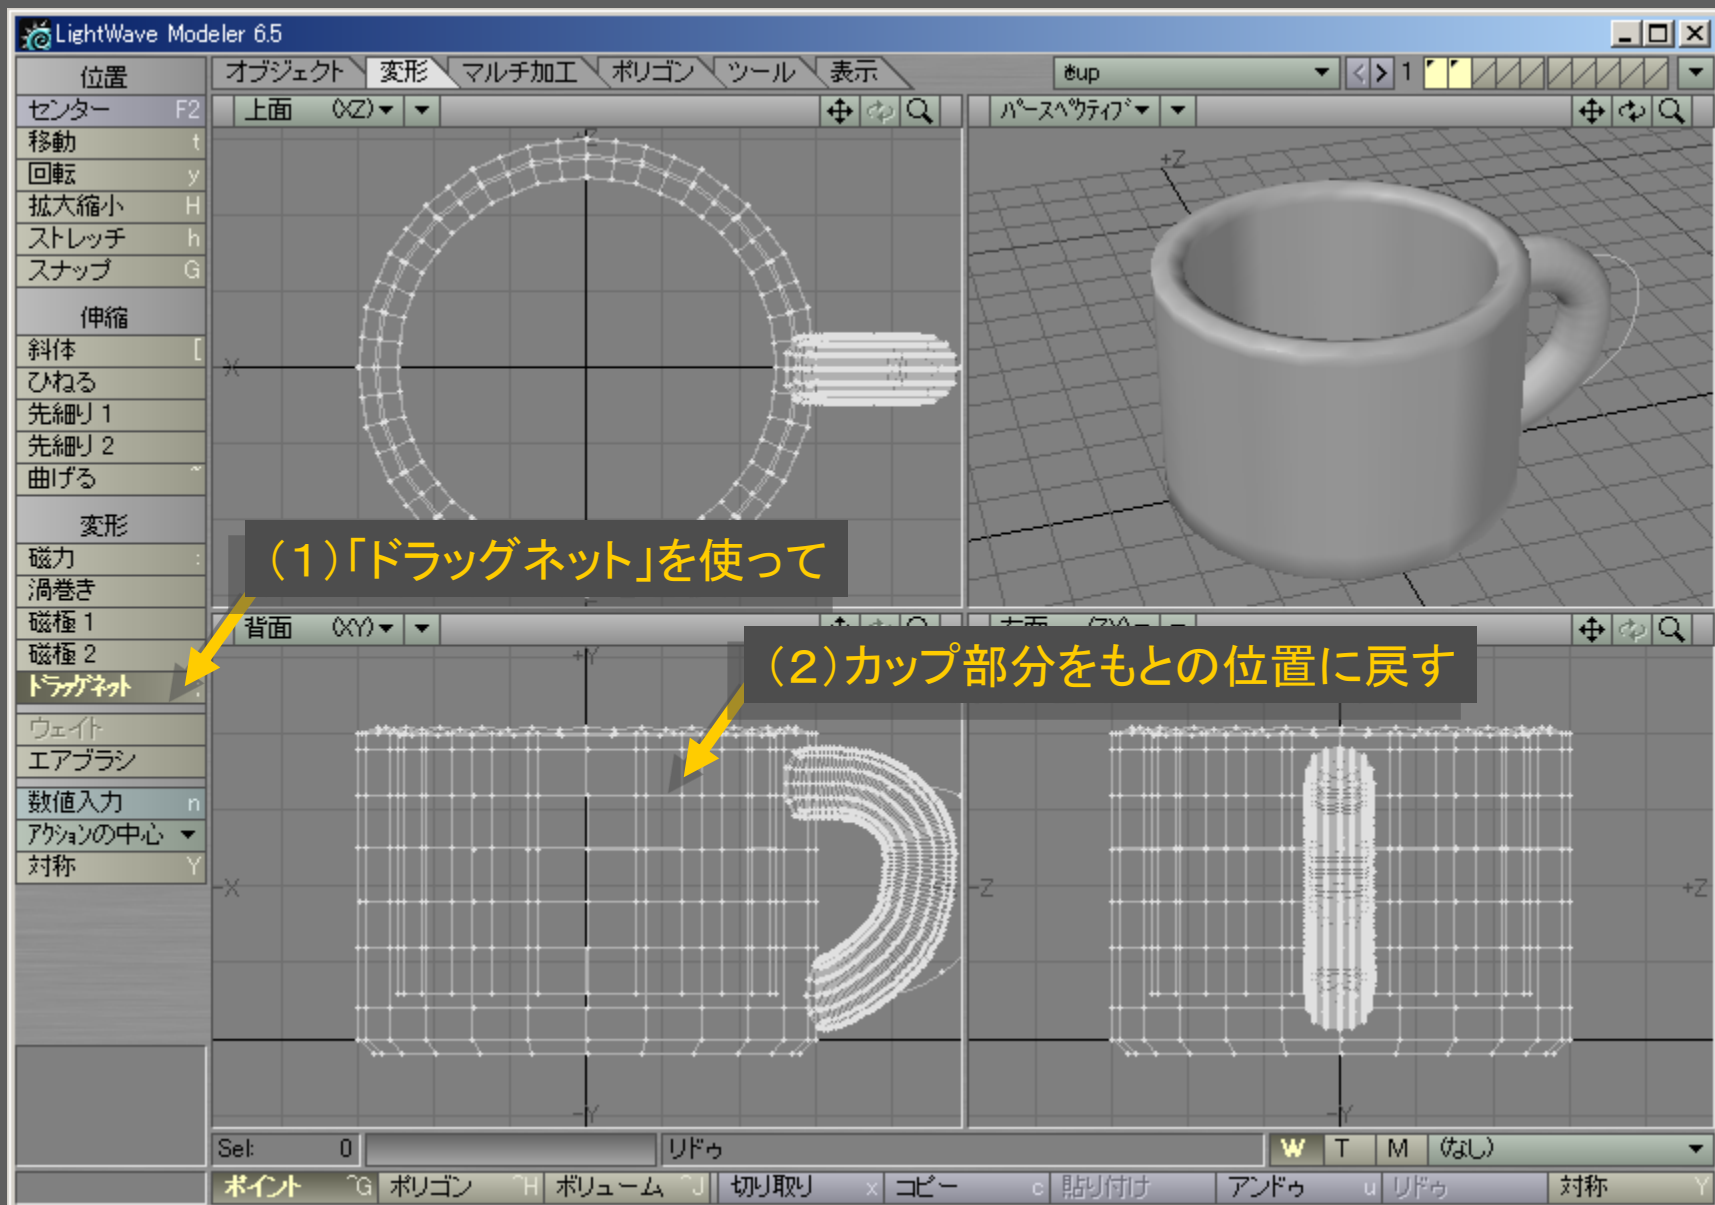 LightWave Modeler 6.5
位置
オブジェクト 変形 マルチ加工 ポリゴン ツール 表示
*up
1
センター F2
移動 t
回転 y
拡大縮小 H
ストレッチ h
スナップ G
伸縮
斜体 [
ひねる
先細り 1
先細り 2
曲げる ~
変形
磁力 :
渦巻き
磁極 1
磁極 2
ドラッグネット ;
ウェイト
エアブラシ
数値入力 n
アクションの中心
対称 Y
上面 (XZ)
パースペクティブ
+Z
-X
+Z
(1)「ドラッグネット」を使って
背面 (XY)
右面 (ZY)
(2)カップ部分をもとの位置に戻す
+Y
-X
-Y
-Z
+Z
-Y
Sel: 0
リドゥ
W T M (なし)
ポイント ^G ポリゴン ^H ボリューム ^J 切り取り x コピー c 貼り付け アンドゥ u リドゥ 対称 Y